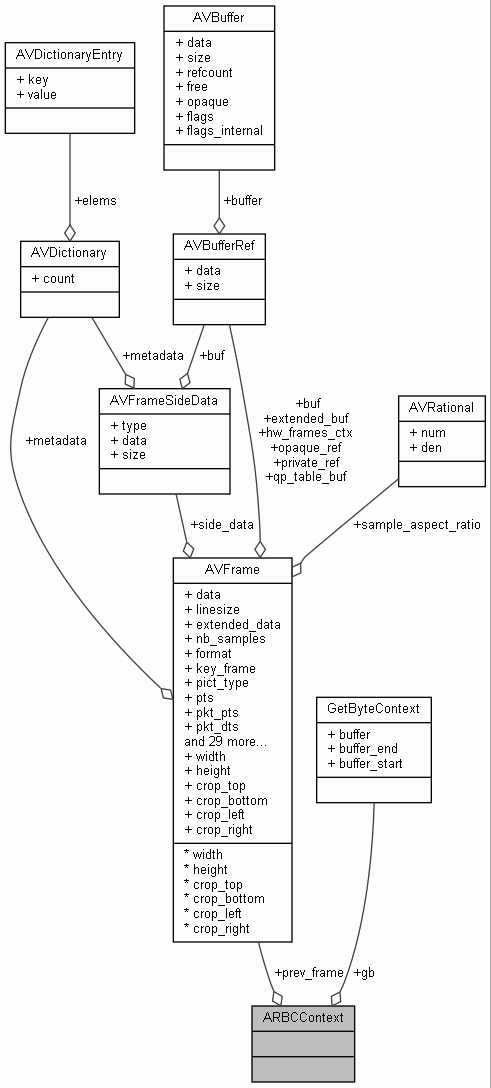 AVBuffer
+ data
+ size
+ refcount
+ free
+ opaque
+ flags
+ flags_internal
AVDictionaryEntry
+ key
+ value
+elems
+buffer
AVDictionary
+ count
AVBufferRef
+ data
+ size
+metadata
+buf
AVFrameSideData
+ type
+ data
+ size
+metadata
+buf
+extended_buf
+hw_frames_ctx
+opaque_ref
+private_ref
+qp_table_buf
AVRational
+ num
+ den
+side_data
+sample_aspect_ratio
AVFrame
+ data
+ linesize
+ extended_data
+ nb_samples
+ format
+ key_frame
+ pict_type
+ pts
+ pkt_pts
+ pkt_dts
and 29 more...
+ width
+ height
+ crop_top
+ crop_bottom
+ crop_left
+ crop_right
* width
* height
* crop_top
* crop_bottom
* crop_left
* crop_right
GetByteContext
+ buffer
+ buffer_end
+ buffer_start
+prev_frame
+gb
ARBCContext